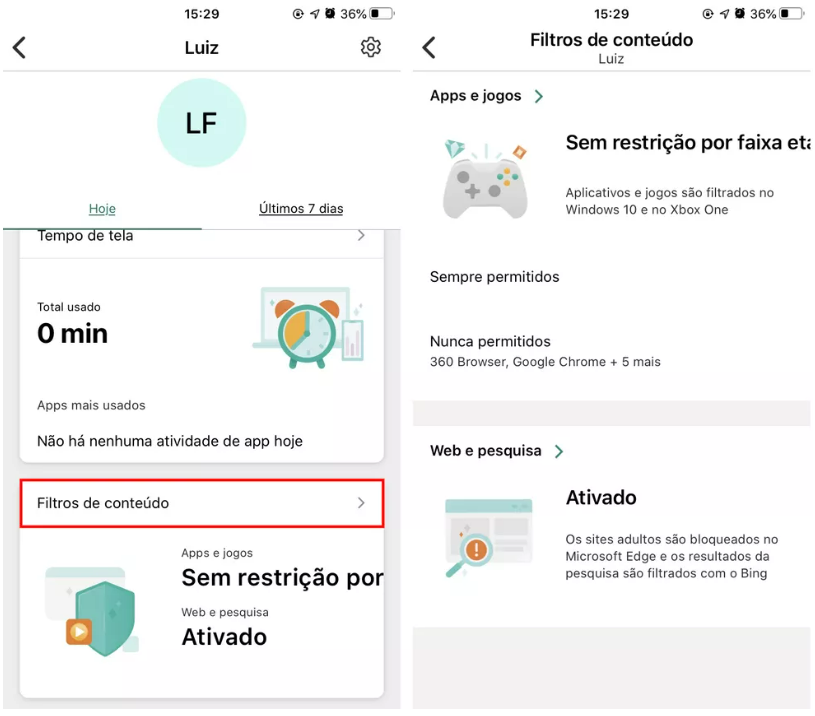 15:29
36%
Luiz
LF
Hoje
Últimos 7 dias
Tempo de tela
Total usado
0 min
Apps mais usados
Não há nenhuma atividade de app hoje
Filtros de conteúdo
Apps e jogos
Sem restrição por
Web e pesquisa
Ativado
15:29
36%
Filtros de conteúdo
Luiz
Apps e jogos
Sem restrição por faixa etá
Aplicativos e jogos são filtrados no
Windows 10 e no Xbox One
Sempre permitidos
Nunca permitidos
360 Browser, Google Chrome + 5 mais
Web e pesquisa
Ativado
Os sites adultos são bloqueados no
Microsoft Edge e os resultados da
pesquisa são filtrados com o Bing